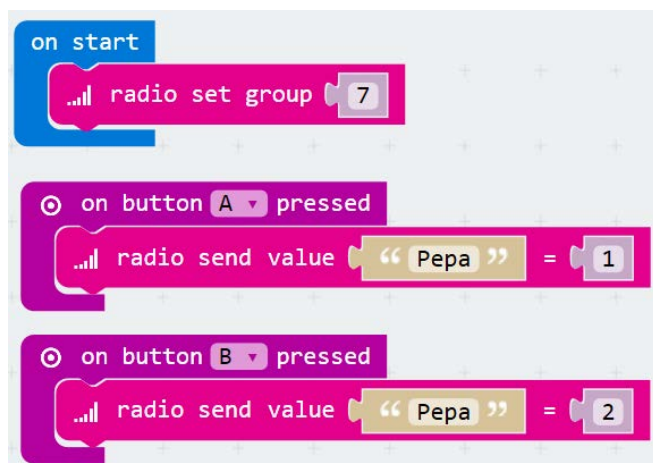 on start
radio set group 7
on button A pressed
radio send value “ Pepa ” = 1
on button B pressed
radio send value “ Pepa ” = 2